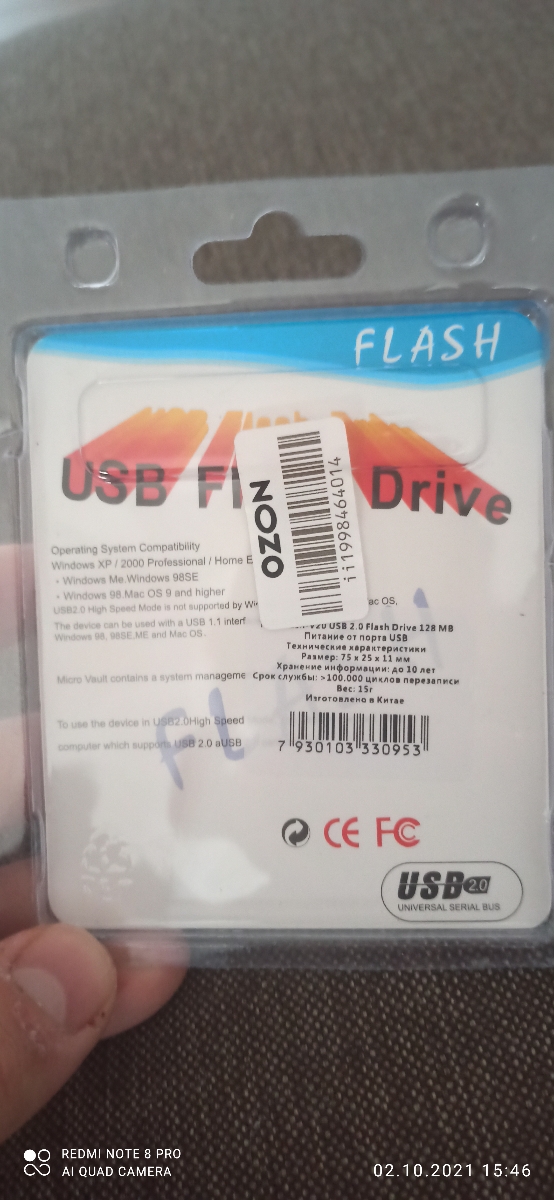 FLASH
USB Fl Drive
OZON
ii1998464014
Operating System Compatibility
Windows XP / 2000 Professional / Home E
- Windows Me.Windows 98SE
- Windows 98.Mac OS 9 and higher
USB2.0 High Speed Mode is not supported by Wi ac OS,
The device can be used with a USB 1.1 interf
Windows 98, 98SE,ME and Mac OS.
V20 USB 2.0 Flash Drive 128 MB
Питание от порта USB
Технические характеристики
Размер: 75 x 25 x 11 мм
Хранение информации: до 10 лет
Срок службы: >100.000 циклов перезаписи
Вес: 15г
Изготовлено в Китае
Micro Vault contains a system manageme
To use the device in USB2.0High Speed
computer which supports USB 2.0 aUSB
7 930103 330953
CE FC
USB 2.0
UNIVERSAL SERIAL BUS
REDMI NOTE 8 PRO
AI QUAD CAMERA
02.10.2021 15:46